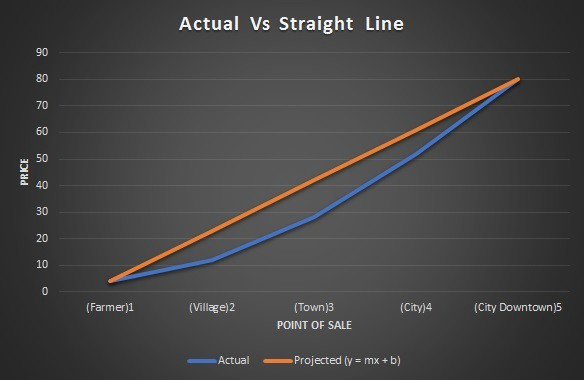 Actual Vs Straight Line
90
80
70
60
50
40
30
20
10
0
PRICE
(Farmer)1 (Village)2 (Town)3 (City)4 (City Downtown)5
POINT OF SALE
Actual Projected (y = mx + b)